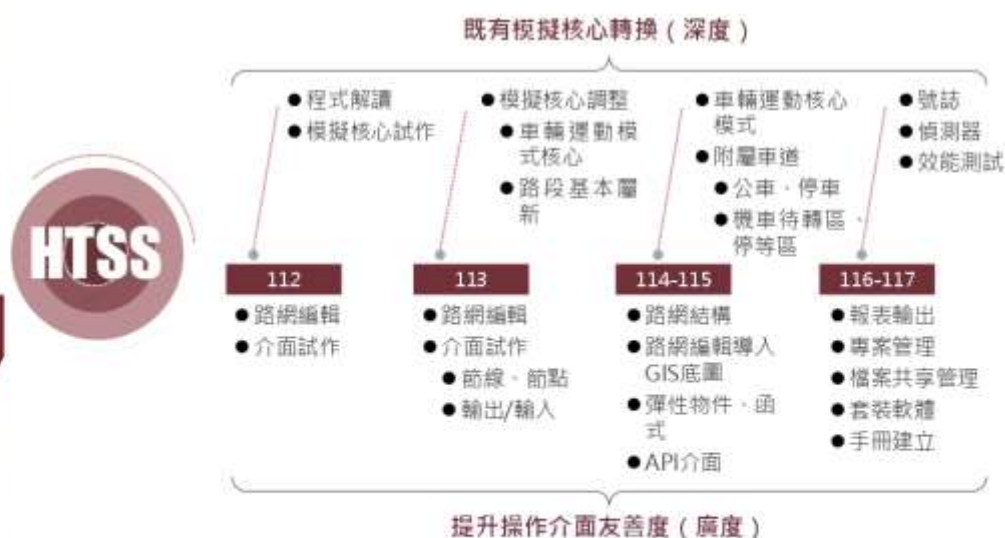 既有模擬核心轉換（深度）
●程式解讀
●模擬核心試作
●模擬核心調整
●車輛運動模
式核心
●路段基本屬
新
●車輛運動核心
模式
●附屬車道
●公車、停車
●機車待轉區、
停等區
●號誌
●偵測器
●效能測試
HTSS
112
●路網編輯
●介面試作
113
●路網編輯
●介面試作
●節線、節點
●輸出/輸入
114-115
●路網結構
●路網編輯導入
GIS底圖
●彈性物件、函
式
●API介面
116-117
●報表輸出
●專案管理
●檔案共享管理
●套裝軟體
●手冊建立
提升操作介面友善度（廣度）